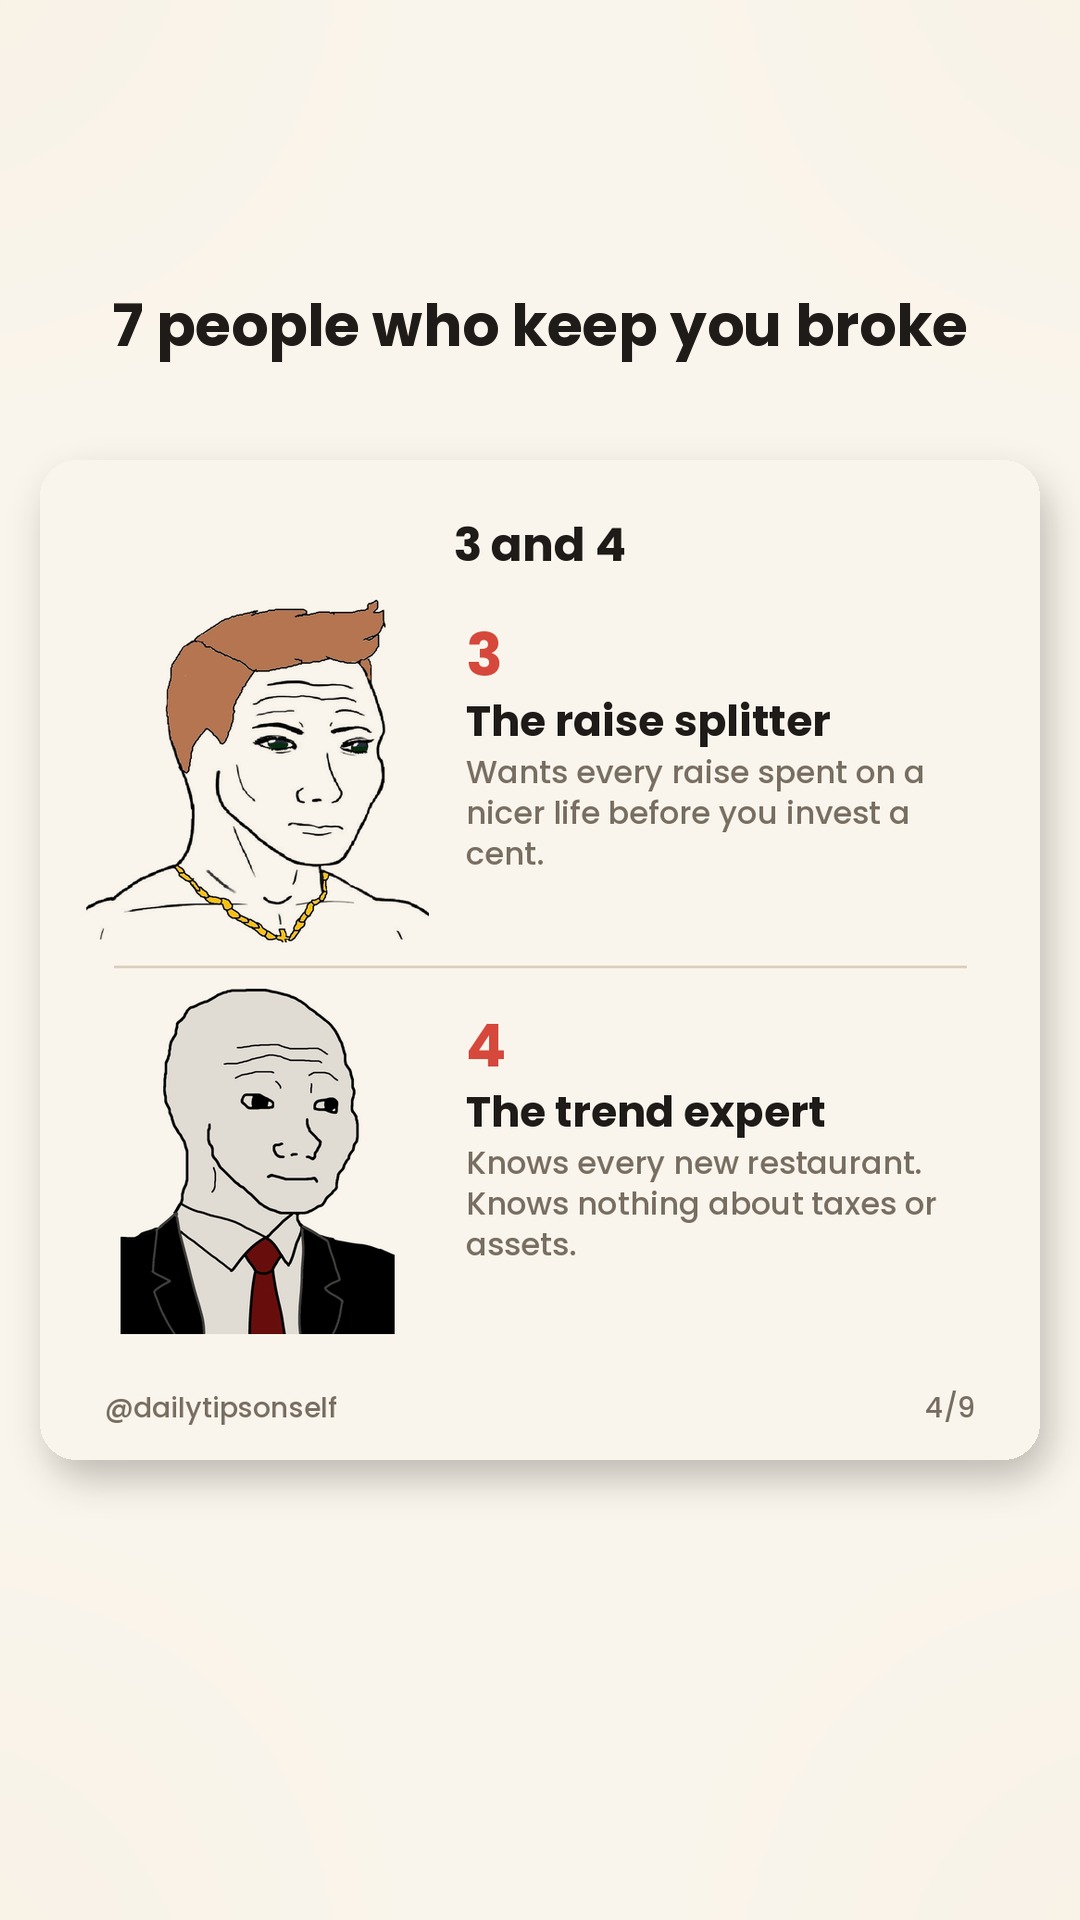 7 people who keep you broke
3 and 4
3
The raise splitter
Wants every raise spent on a
nicer life before you invest a
cent.
4
The trend expert
Knows every new restaurant.
Knows nothing about taxes or
assets.
@dailytipsonself
4/9